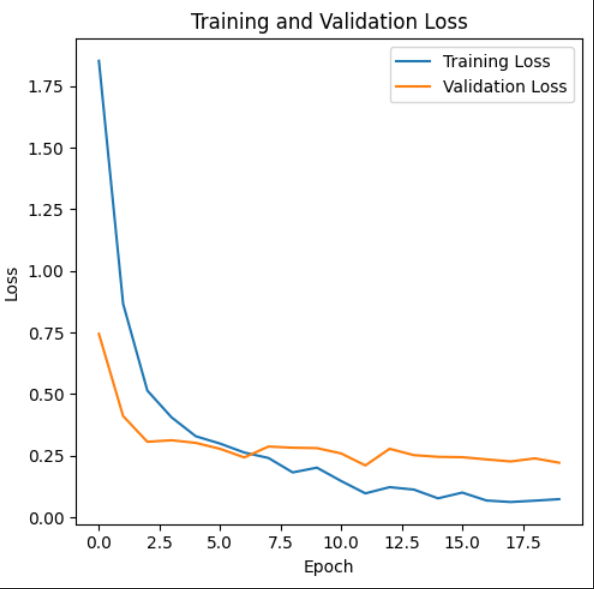 Training and Validation Loss
Training Loss
Validation Loss
1.75
1.50
1.25
1.00
0.75
0.50
0.25
0.00
Loss
0.0 2.5 5.0 7.5 10.0 12.5 15.0 17.5
Epoch